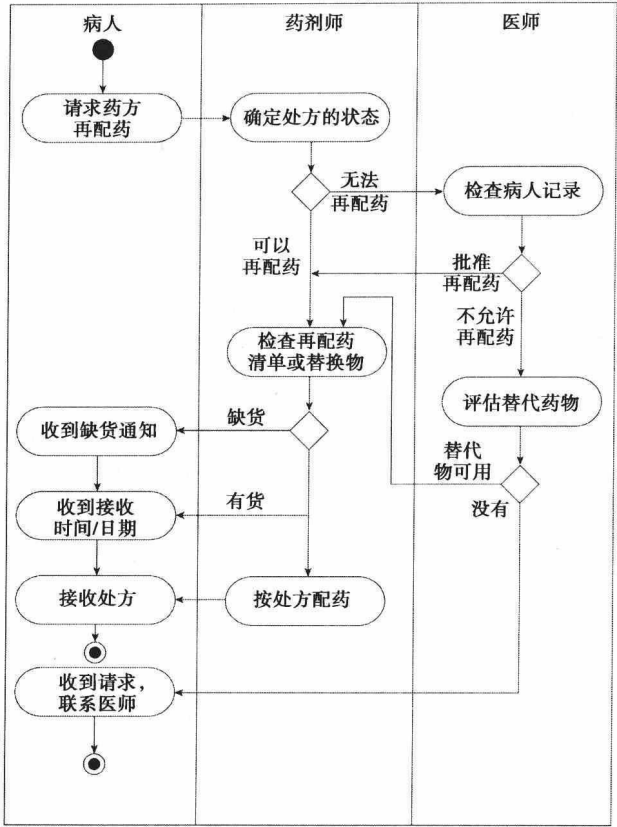 病人
药剂师
医师
请求药方
再配药
确定处方的状态
无法
再配药
检查病人记录
可以
再配药
批准
再配药
不允许
再配药
检查再配药
清单或替换物
评估替代药物
缺货
收到缺货通知
替代
物可用
没有
收到接收
时间/日期
有货
接收处方
按处方配药
收到请求，
联系医师